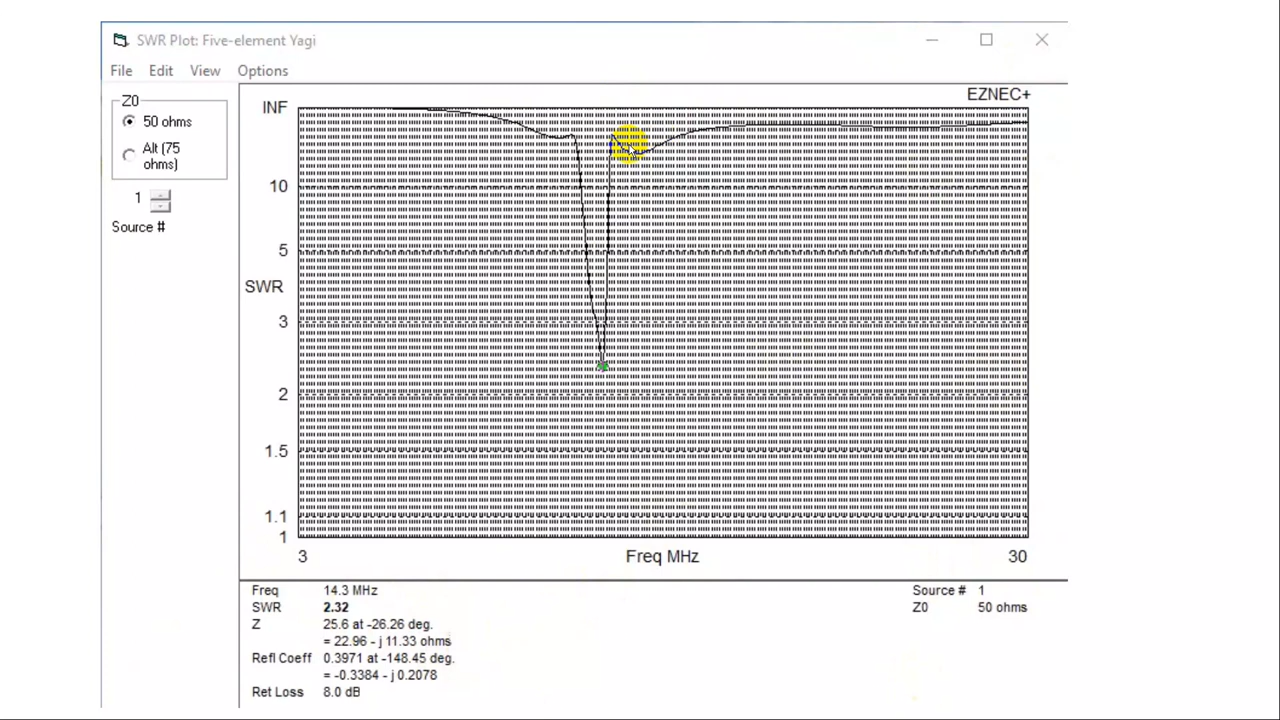 SWR Plot: Five-element Yagi
File Edit View Options
Z0
50 ohms
Alt (75
ohms)
1
Source #
EZNEC+
INF
10
5
SWR
3
2
1.5
1.1
1
3 Freq MHz 30
Freq 14.3 MHz Source # 1
SWR 2.32 Z0 50 ohms
Z 25.6 at -26.26 deg.
= 22.96 - j 11.33 ohms
Refl Coeff 0.3971 at -148.45 deg.
= -0.3384 - j 0.2078
Ret Loss 8.0 dB